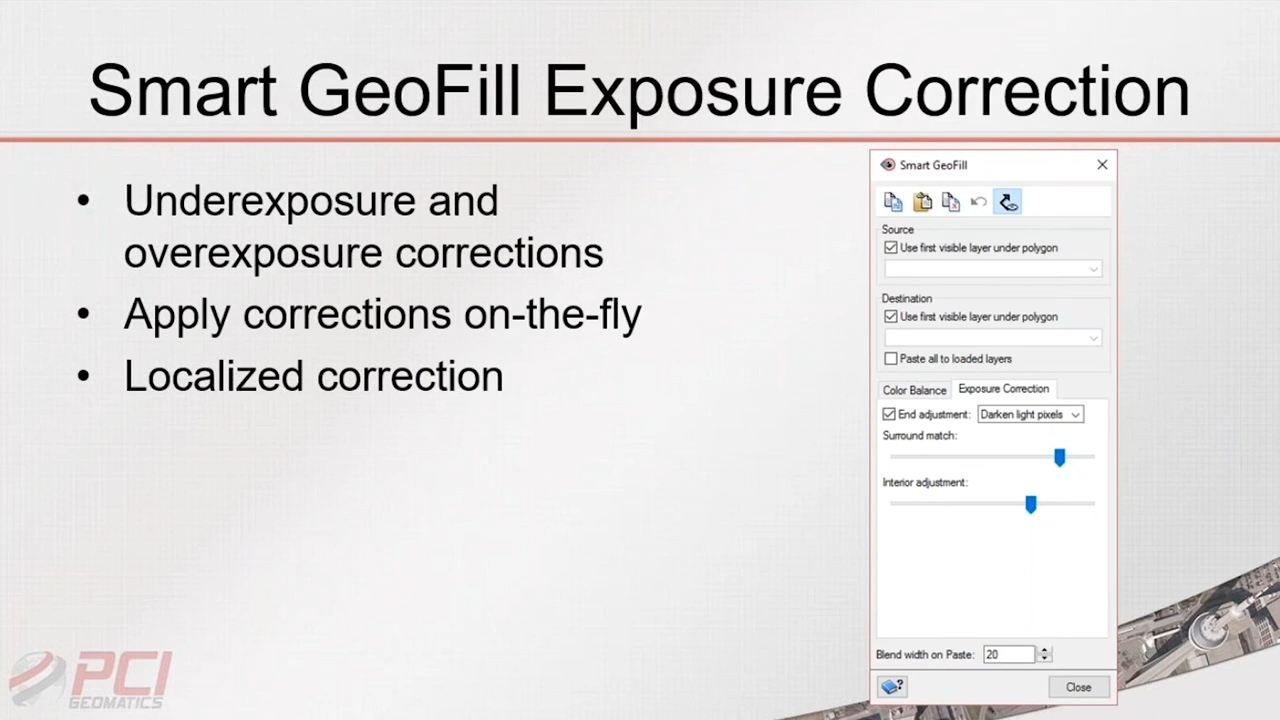 Smart GeoFill Exposure Correction
• Underexposure and
overexposure corrections
• Apply corrections on-the-fly
• Localized correction
Smart GeoFill
Source
Use first visible layer under polygon
Destination
Use first visible layer under polygon
Paste all to loaded layers
Color Balance Exposure Correction
End adjustment: Darken light pixels
Surround match:
Interior adjustment:
Blend width on Paste: 20
Close
PCI
GEOMATICS